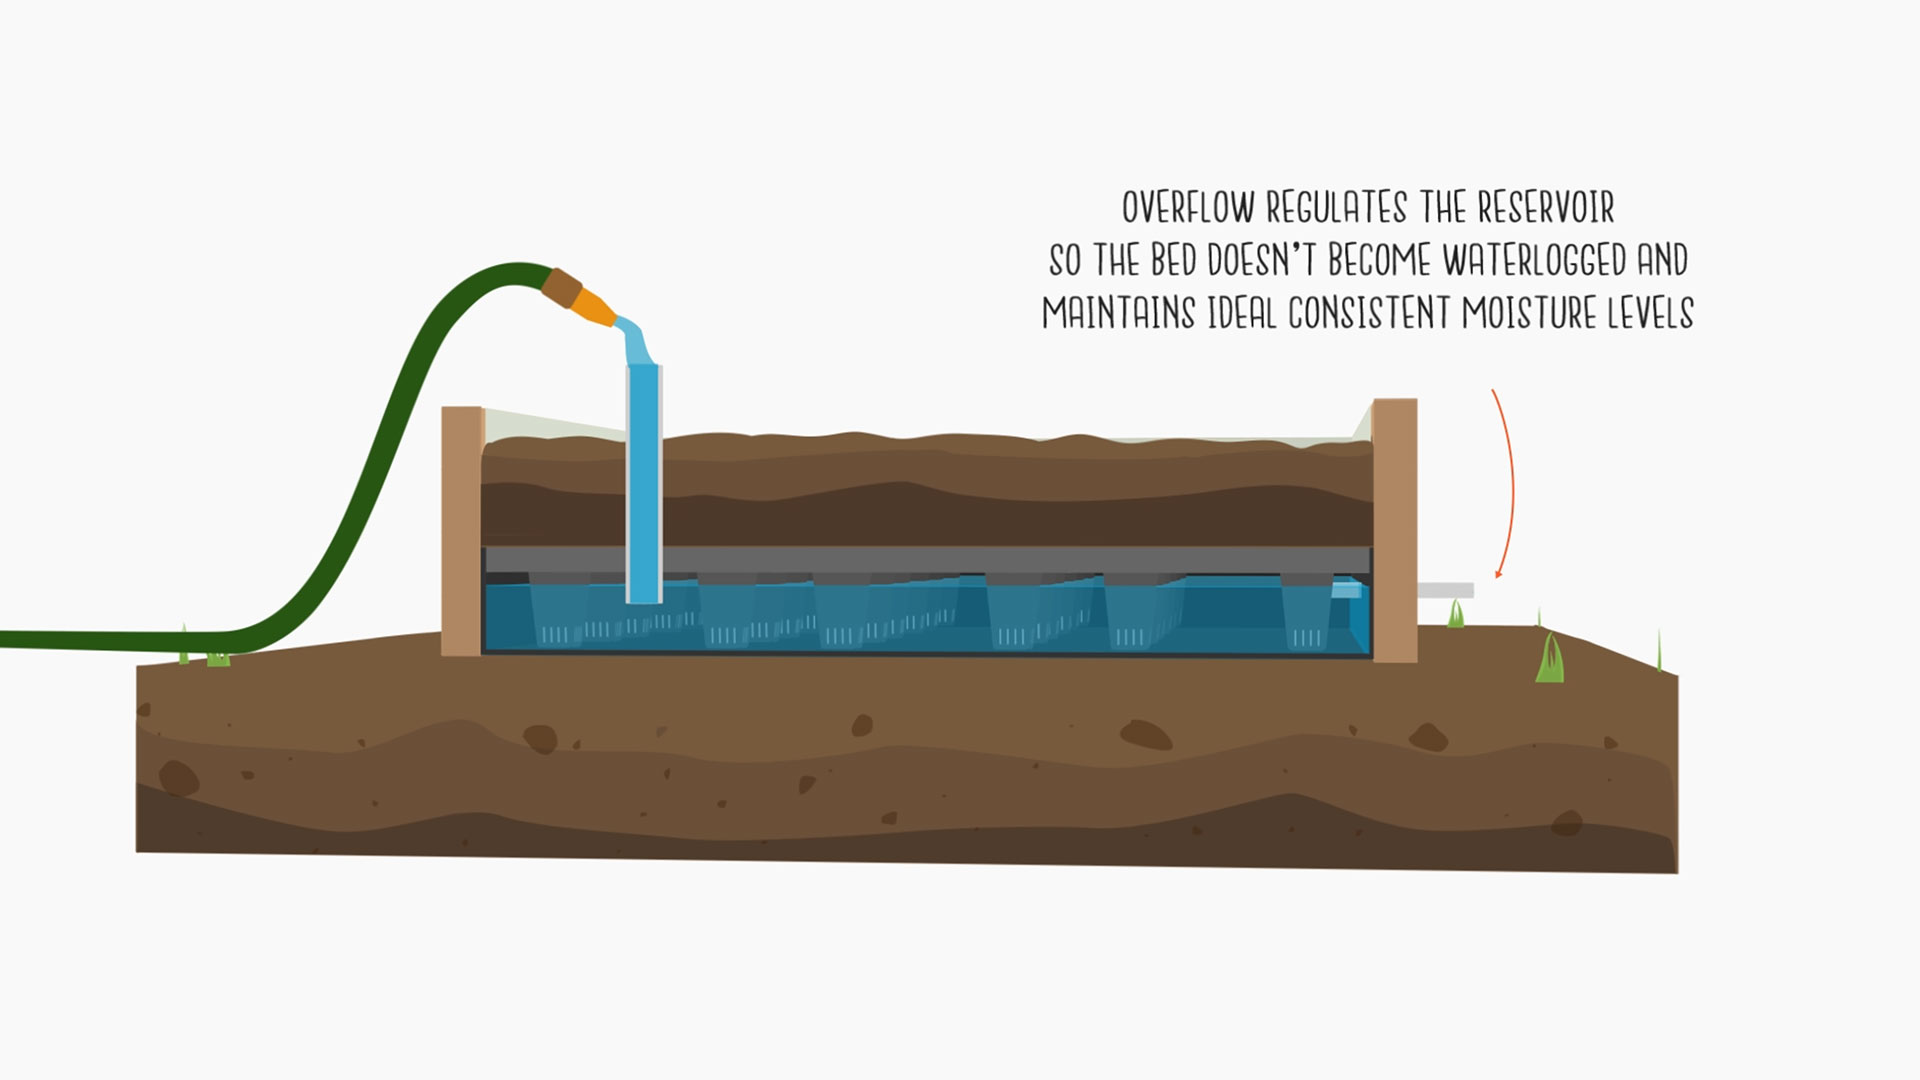 OVERFLOW REGULATES THE RESERVOIR
SO THE BED DOESN'T BECOME WATERLOGGED AND
MAINTAINS IDEAL CONSISTENT MOISTURE LEVELS